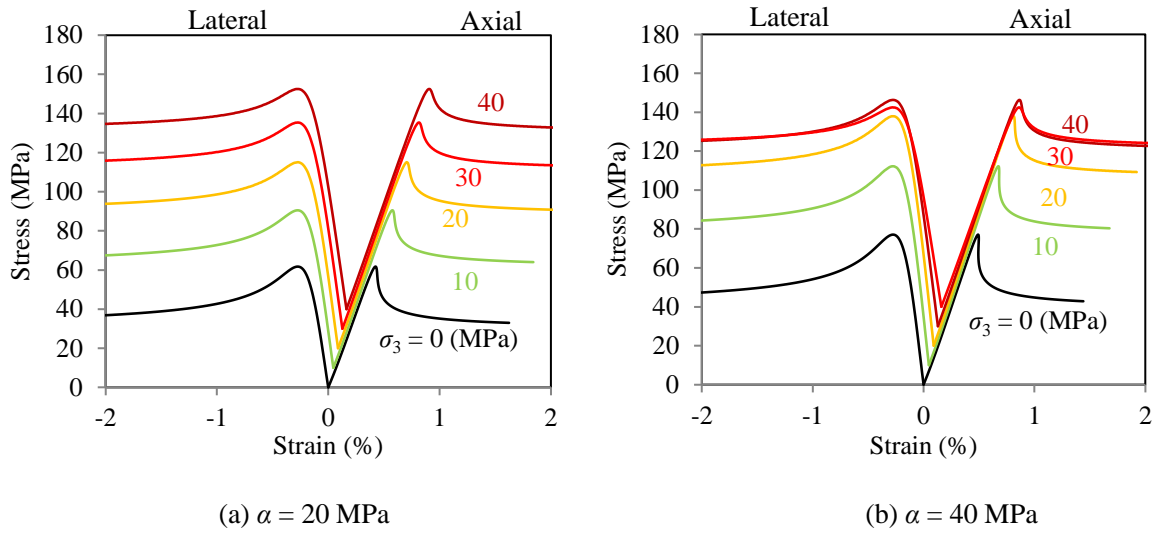 Lateral Axial
180
160
140
120
100
80
60
40
20
0
Stress (MPa)
40
30
20
10
σ3 = 0 (MPa)
-2 -1 0 1 2
Strain (%)
(a) α = 20 MPa
Lateral Axial
180
160
140
120
100
80
60
40
20
0
Stress (MPa)
40
30
20
10
σ3 = 0 (MPa)
-2 -1 0 1 2
Strain (%)
(b) α = 40 MPa